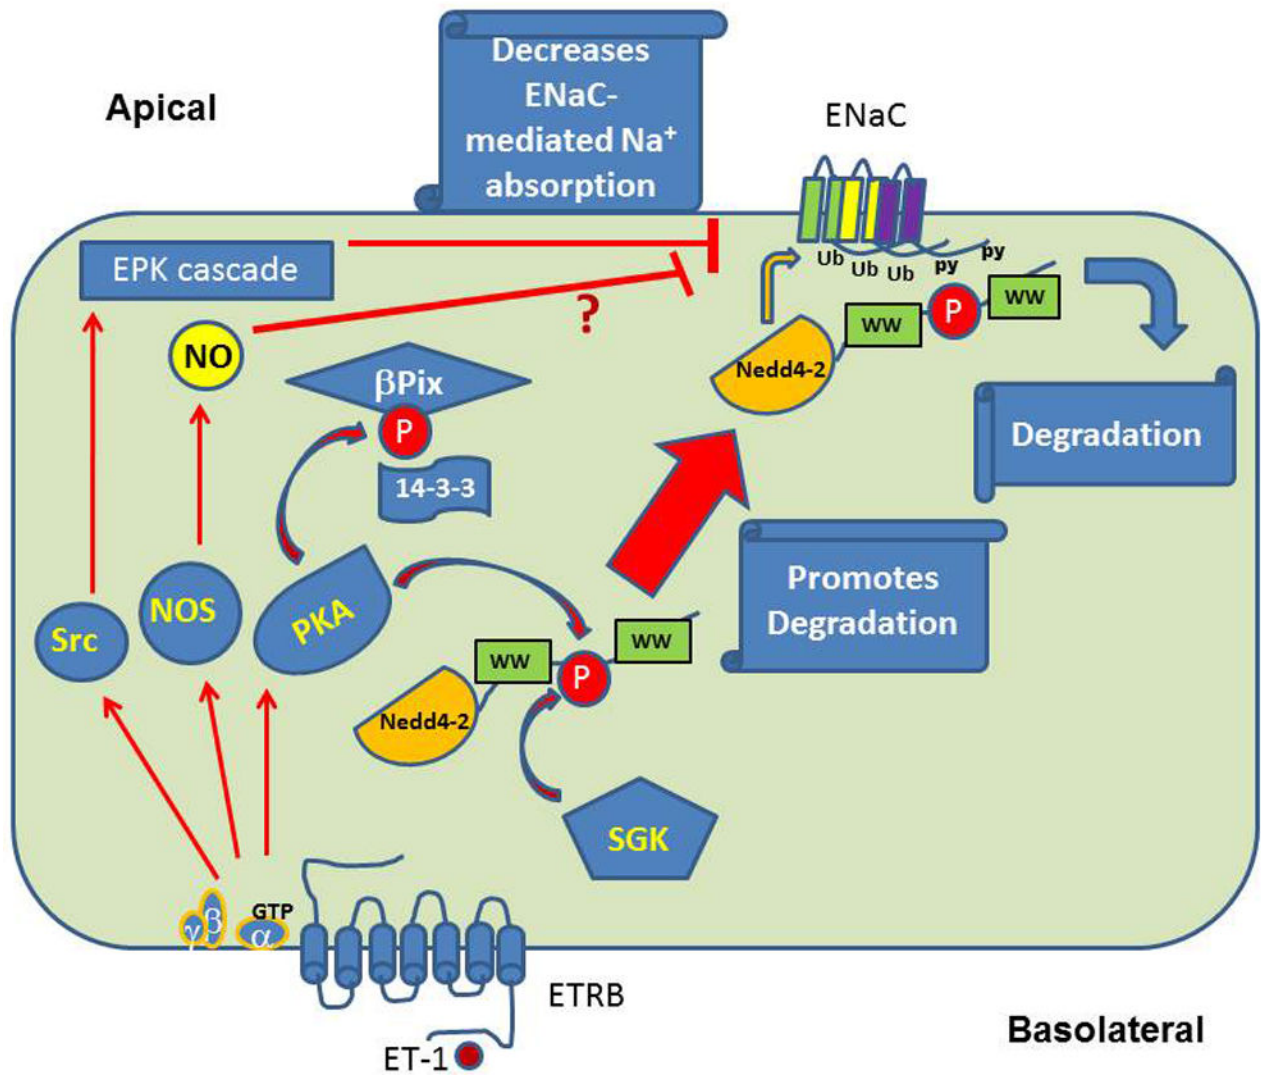 Decreases
ENaC-
mediated Na⁺
absorption
Apical
ENaC
EPK cascade
Ub
Ub
Ub
py
py
WW
P
WW
?
NO
Nedd4-2
βPix
P
14-3-3
Degradation
Promotes
Degradation
Src
NOS
PKA
WW
P
WW
Nedd4-2
SGK
γ
β
GTP
α
ETRB
ET-1
Basolateral